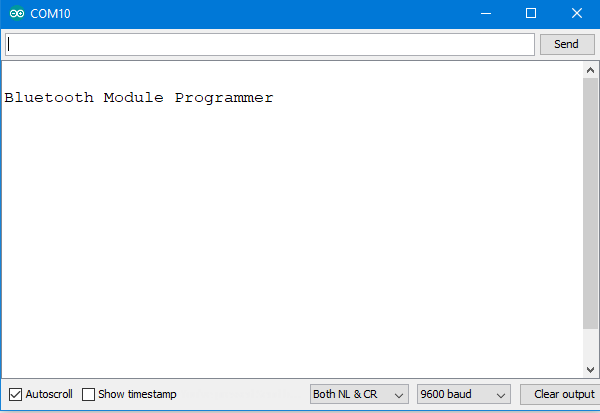 COM10
Send
Bluetooth Module Programmer
Autoscroll Show timestamp Both NL & CR 9600 baud Clear output